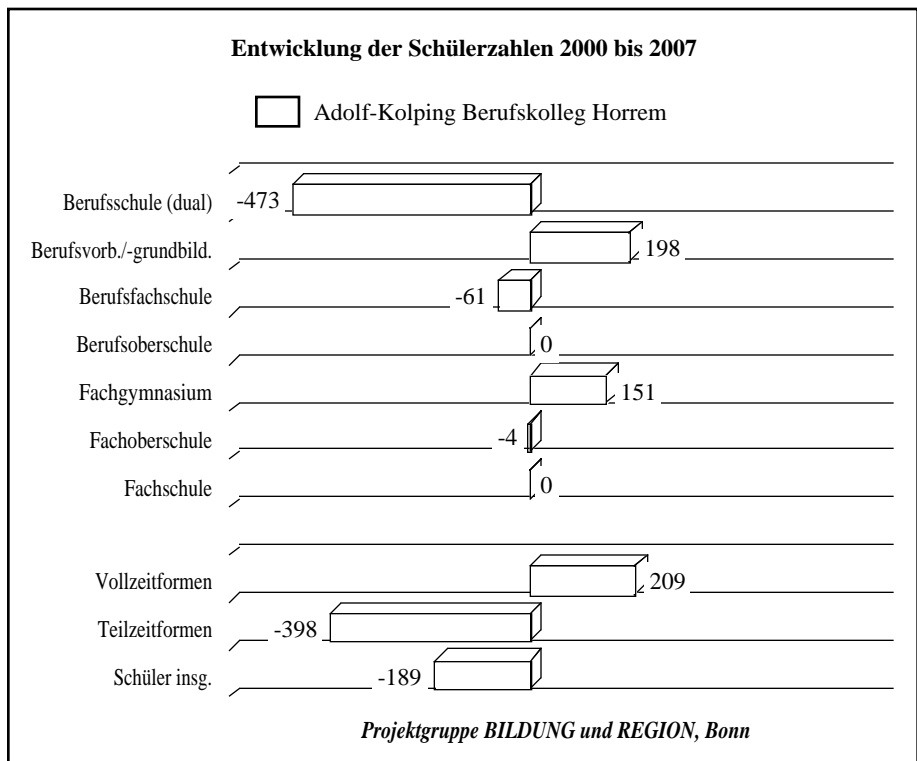 Entwicklung der Schülerzahlen 2000 bis 2007
Adolf-Kolping Berufskolleg Horrem
Berufsschule (dual) -473
Berufsvorb./-grundbild. 198
Berufsfachschule -61
Berufsoberschule 0
Fachgymnasium 151
Fachoberschule -4
Fachschule 0
Vollzeitformen 209
Teilzeitformen -398
Schüler insg. -189
Projektgruppe BILDUNG und REGION, Bonn